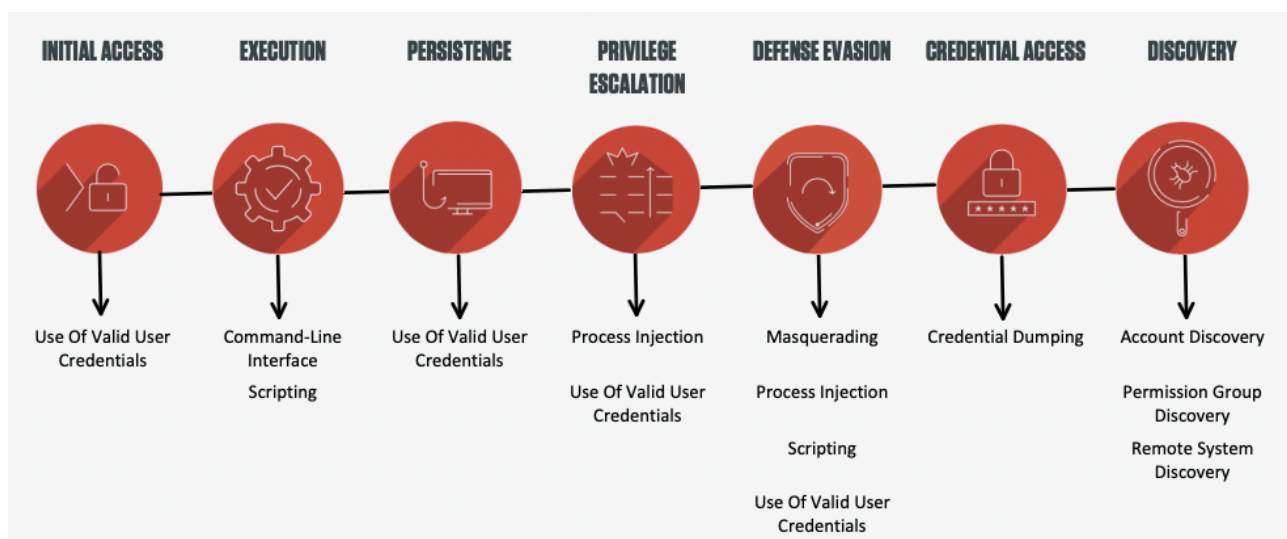 INITIAL ACCESS
EXECUTION
PERSISTENCE
PRIVILEGE
ESCALATION
DEFENSE EVASION
CREDENTIAL ACCESS
DISCOVERY
*****
Use Of Valid User
Credentials
Command-Line
Interface
Scripting
Use Of Valid User
Credentials
Process Injection
Use Of Valid User
Credentials
Masquerading
Process Injection
Scripting
Use Of Valid User
Credentials
Credential Dumping
Account Discovery
Permission Group
Discovery
Remote System
Discovery